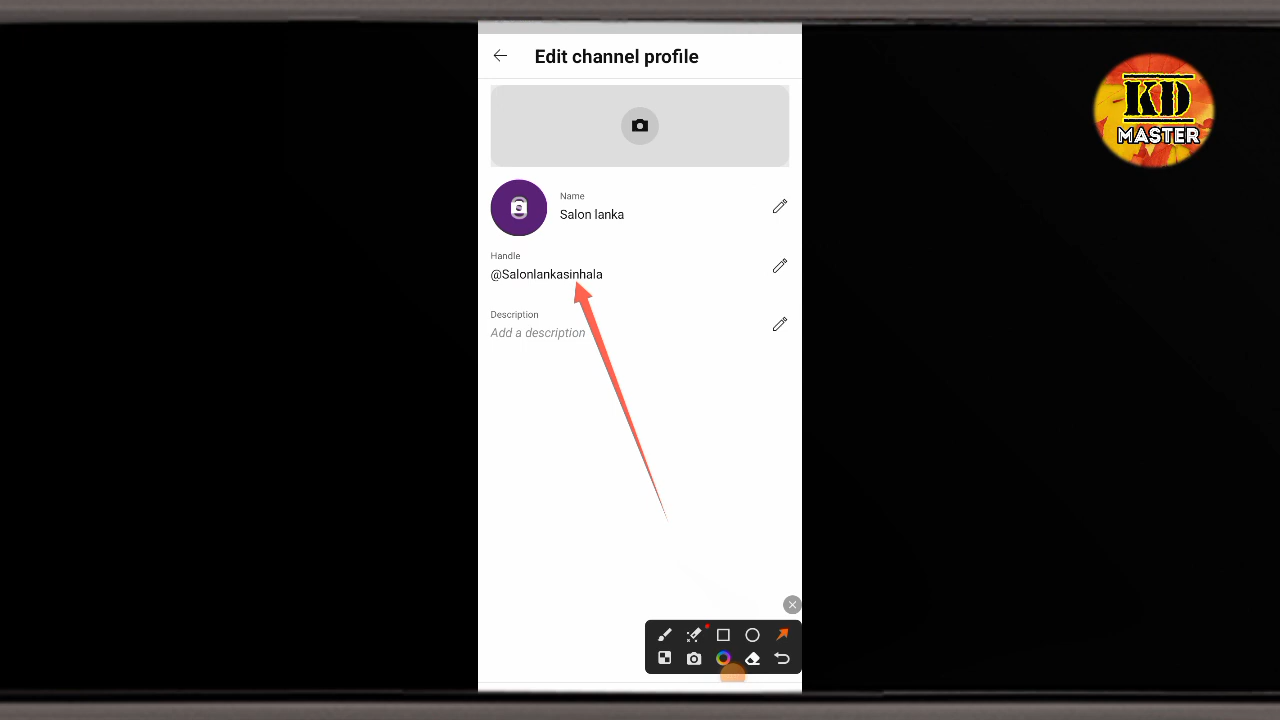 Edit channel profile
KD
MASTER
Name
Salon lanka
Handle
@Salonlankasinhala
Description
Add a description